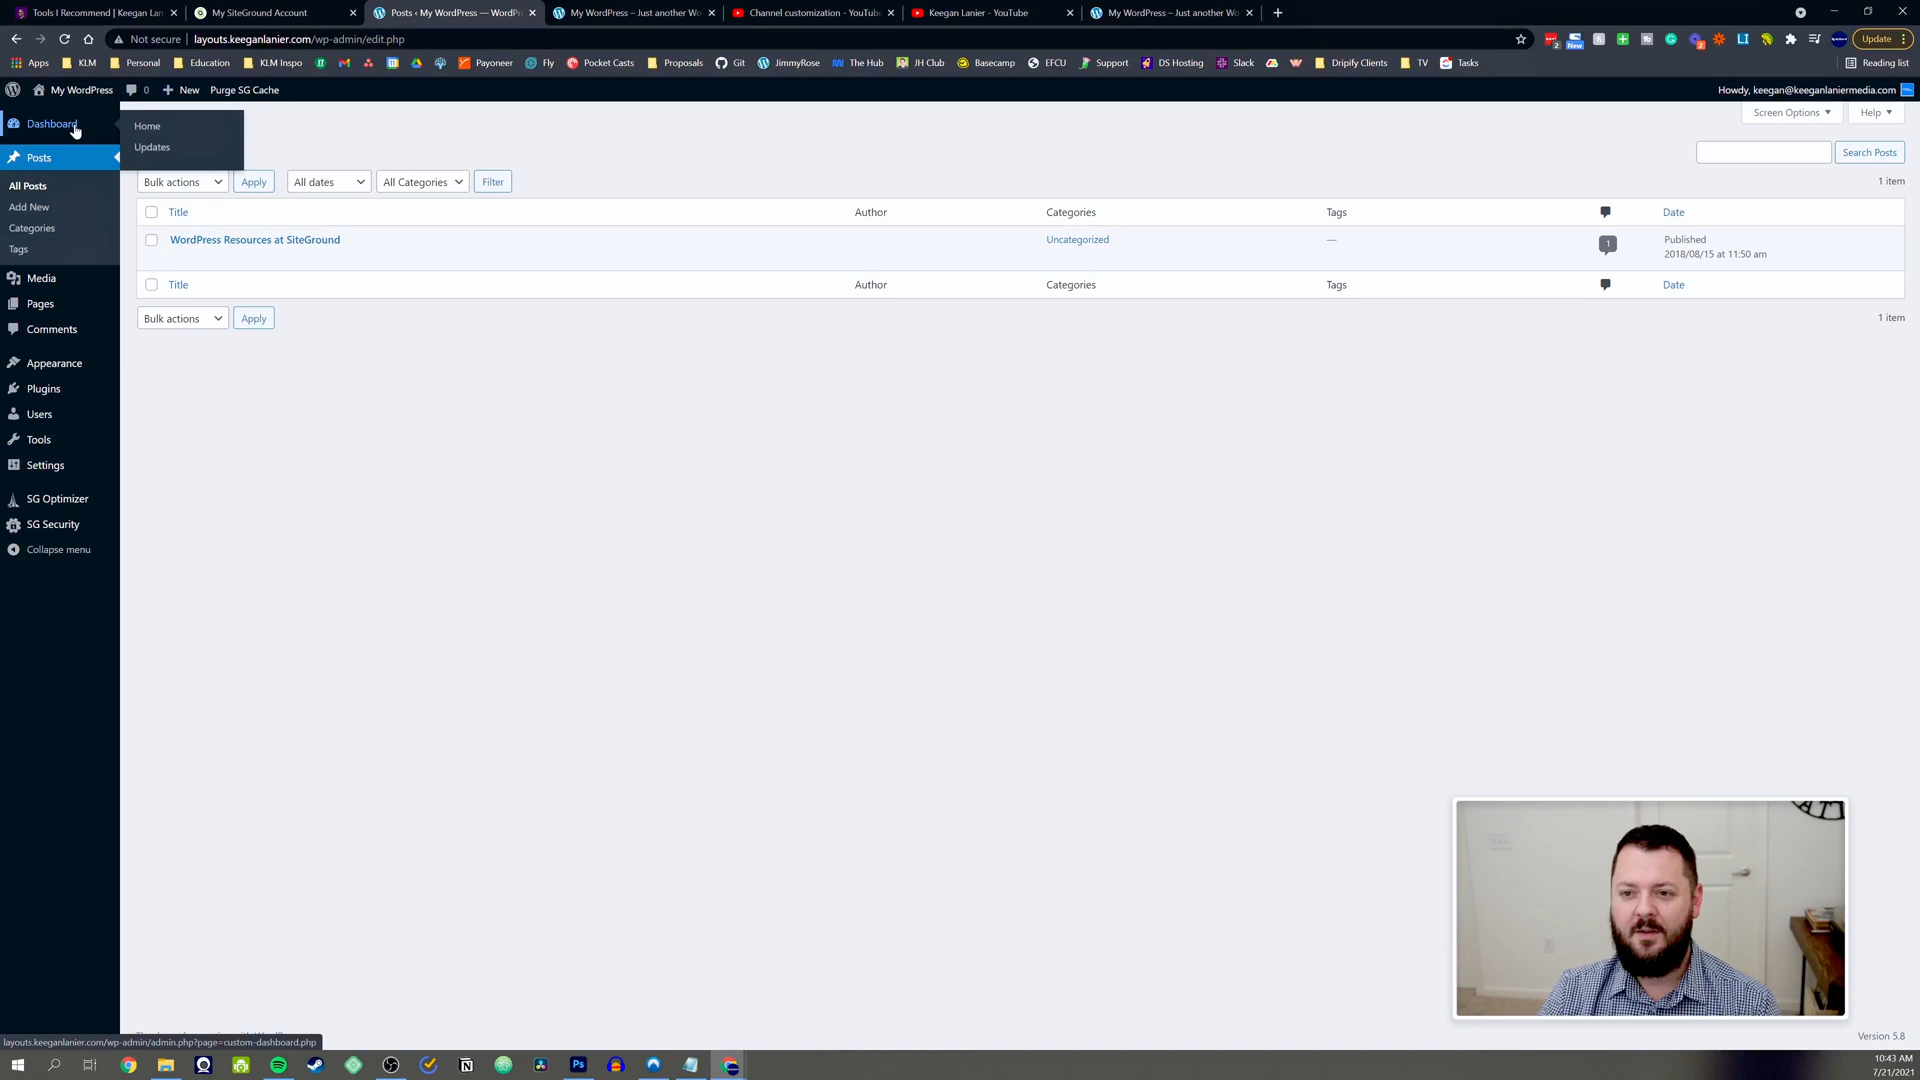 Tools I Recommend | Keegan Lan
My SiteGround Account
Posts ‹ My WordPress — WordPr
My WordPress – Just another Wo
Channel customization - YouTube
Keegan Lanier - YouTube
My WordPress – Just another Wo
Not secure
layouts.keeganlanier.com/wp-admin/edit.php
2
New
2
Update
Apps
KLM
Personal
Education
KLM Inspo
Payoneer
Fly
Pocket Casts
Proposals
Git
JimmyRose
The Hub
JH Club
Basecamp
EFCU
Support
DS Hosting
Slack
Dripify Clients
TV
Tasks
Reading list
My WordPress
0
New
Purge SG Cache
Howdy, keegan@keeganlaniermedia.com
Dashboard
Home
Updates
Screen Options
Help
Posts
Search Posts
All Posts
Add New
Categories
Tags
Media
Pages
Comments
Appearance
Plugins
Users
Tools
Settings
SG Optimizer
SG Security
Collapse menu
Bulk actions
Apply
All dates
All Categories
Filter
1 item
Title
Author
Categories
Tags
Date
WordPress Resources at SiteGround
Uncategorized
—
1
Published
2018/08/15 at 11:50 am
Title
Author
Categories
Tags
Date
Bulk actions
Apply
1 item
Version 5.8
layouts.keeganlanier.com/wp-admin/admin.php?page=custom-dashboard.php
10:43 AM
7/21/2021